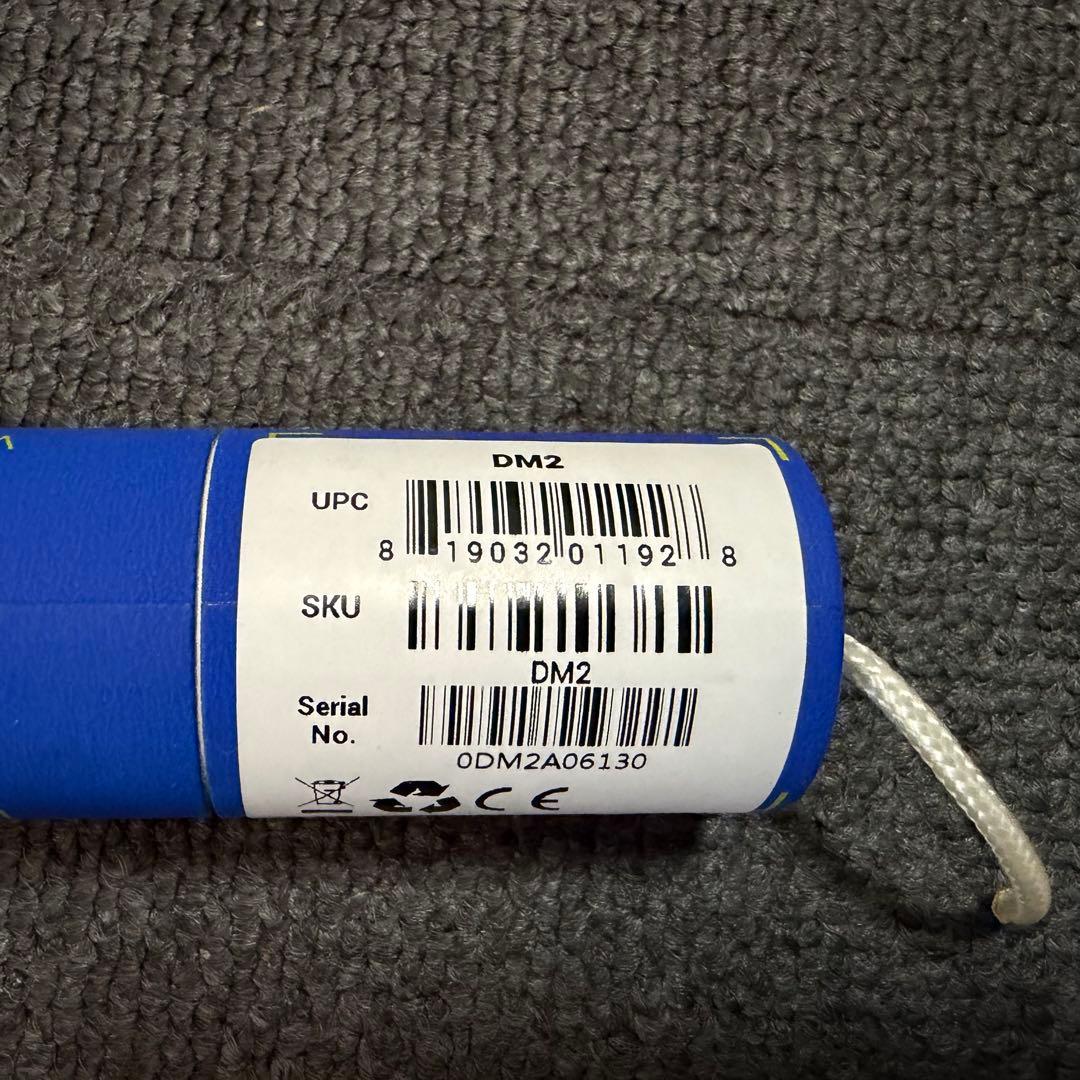 DM2
UPC
8 19032 01192 8
SKU
DM2
Serial
No.
0DM2A06130
CE